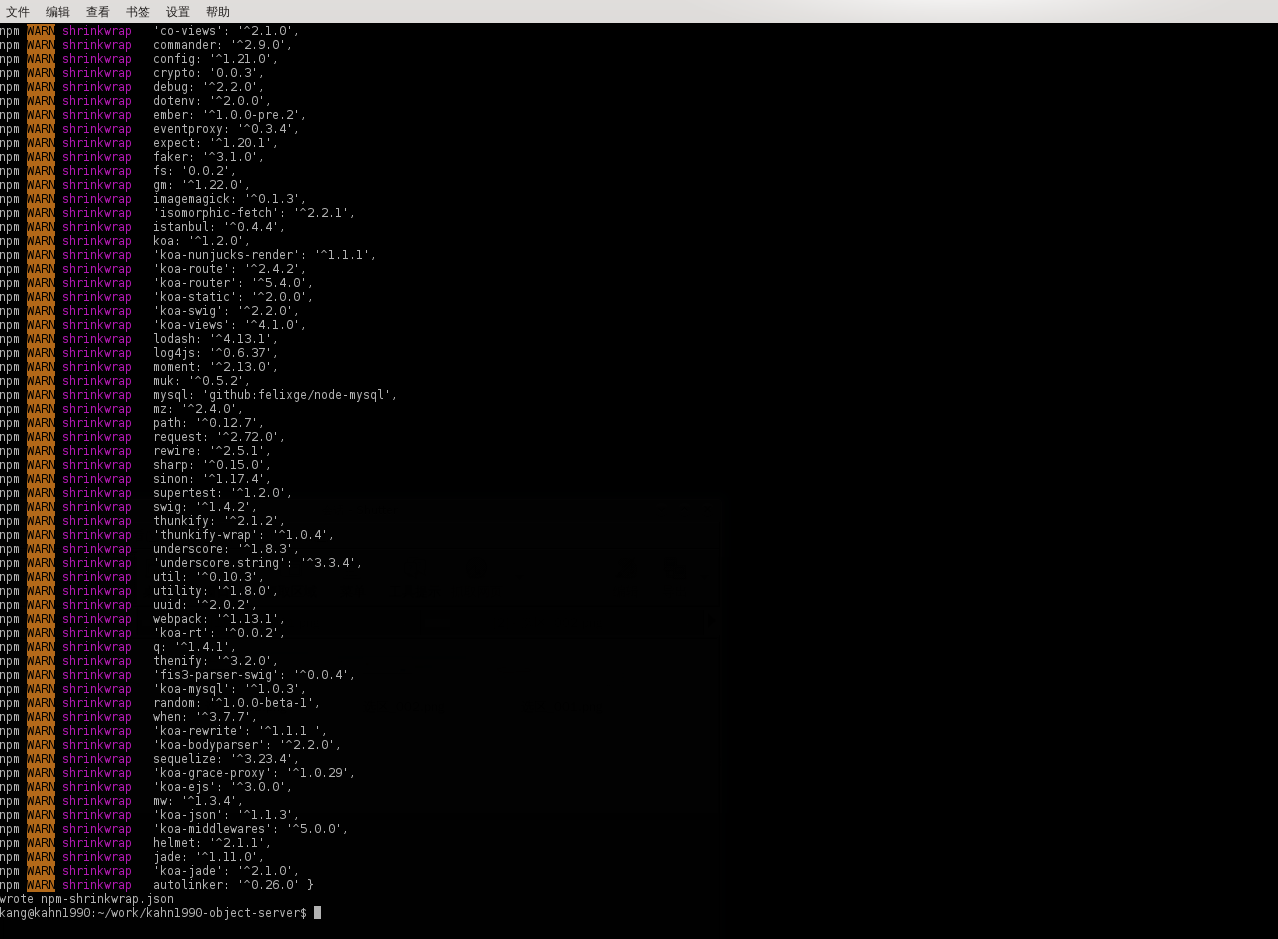 文件 编辑 查看 书签 设置 帮助
npm WARN shrinkwrap   'co-views': '^2.1.0',
npm WARN shrinkwrap   commander: '^2.9.0',
npm WARN shrinkwrap   config: '^1.21.0',
npm WARN shrinkwrap   crypto: '0.0.3',
npm WARN shrinkwrap   debug: '^2.2.0',
npm WARN shrinkwrap   dotenv: '^2.0.0',
npm WARN shrinkwrap   ember: '^1.0.0-pre.2',
npm WARN shrinkwrap   eventproxy: '^0.3.4',
npm WARN shrinkwrap   expect: '^1.20.1',
npm WARN shrinkwrap   faker: '^3.1.0',
npm WARN shrinkwrap   fs: '0.0.2',
npm WARN shrinkwrap   gm: '^1.22.0',
npm WARN shrinkwrap   imagemagick: '^0.1.3',
npm WARN shrinkwrap   'isomorphic-fetch': '^2.2.1',
npm WARN shrinkwrap   istanbul: '^0.4.4',
npm WARN shrinkwrap   koa: '^1.2.0',
npm WARN shrinkwrap   'koa-nunjucks-render': '^1.1.1',
npm WARN shrinkwrap   'koa-route': '^2.4.2',
npm WARN shrinkwrap   'koa-router': '^5.4.0',
npm WARN shrinkwrap   'koa-static': '^2.0.0',
npm WARN shrinkwrap   'koa-swig': '^2.2.0',
npm WARN shrinkwrap   'koa-views': '^4.1.0',
npm WARN shrinkwrap   lodash: '^4.13.1',
npm WARN shrinkwrap   log4js: '^0.6.37',
npm WARN shrinkwrap   moment: '^2.13.0',
npm WARN shrinkwrap   muk: '^0.5.2',
npm WARN shrinkwrap   mysql: 'github:felixge/node-mysql',
npm WARN shrinkwrap   mz: '^2.4.0',
npm WARN shrinkwrap   path: '^0.12.7',
npm WARN shrinkwrap   request: '^2.72.0',
npm WARN shrinkwrap   rewire: '^2.5.1',
npm WARN shrinkwrap   sharp: '^0.15.0',
npm WARN shrinkwrap   sinon: '^1.17.4',
npm WARN shrinkwrap   supertest: '^1.2.0',
npm WARN shrinkwrap   swig: '^1.4.2',
npm WARN shrinkwrap   thunkify: '^2.1.2',
npm WARN shrinkwrap   'thunkify-wrap': '^1.0.4',
npm WARN shrinkwrap   underscore: '^1.8.3',
npm WARN shrinkwrap   'underscore.string': '^3.3.4',
npm WARN shrinkwrap   util: '^0.10.3',
npm WARN shrinkwrap   utility: '^1.8.0',
npm WARN shrinkwrap   uuid: '^2.0.2',
npm WARN shrinkwrap   webpack: '^1.13.1',
npm WARN shrinkwrap   'koa-rt': '^0.0.2',
npm WARN shrinkwrap   q: '^1.4.1',
npm WARN shrinkwrap   thenify: '^3.2.0',
npm WARN shrinkwrap   'fis3-parser-swig': '^0.0.4',
npm WARN shrinkwrap   'koa-mysql': '^1.0.3',
npm WARN shrinkwrap   random: '^1.0.0-beta-1',
npm WARN shrinkwrap   when: '^3.7.7',
npm WARN shrinkwrap   'koa-rewrite': '^1.1.1 ',
npm WARN shrinkwrap   'koa-bodyparser': '^2.2.0',
npm WARN shrinkwrap   sequelize: '^3.23.4',
npm WARN shrinkwrap   'koa-grace-proxy': '^1.0.29',
npm WARN shrinkwrap   'koa-ejs': '^3.0.0',
npm WARN shrinkwrap   mw: '^1.3.4',
npm WARN shrinkwrap   'koa-json': '^1.1.3',
npm WARN shrinkwrap   'koa-middlewares': '^5.0.0',
npm WARN shrinkwrap   helmet: '^2.1.1',
npm WARN shrinkwrap   jade: '^1.11.0',
npm WARN shrinkwrap   'koa-jade': '^2.1.0',
npm WARN shrinkwrap   autolinker: '^0.26.0' }
wrote npm-shrinkwrap.json
kang@kahn1990:~/work/kahn1990-object-server$